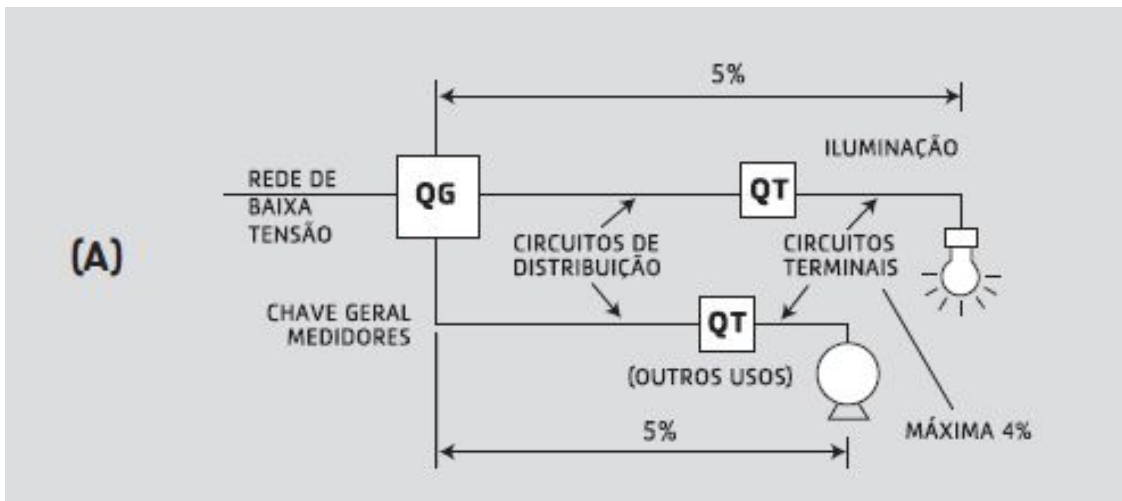 5%
ILUMINAÇÃO
REDE DE
BAIXA
TENSÃO
QG
QT
(A)
CIRCUITOS DE
DISTRIBUIÇÃO
CIRCUITOS
TERMINAIS
CHAVE GERAL
MEDIDORES
QT
(OUTROS USOS)
5%
MÁXIMA 4%